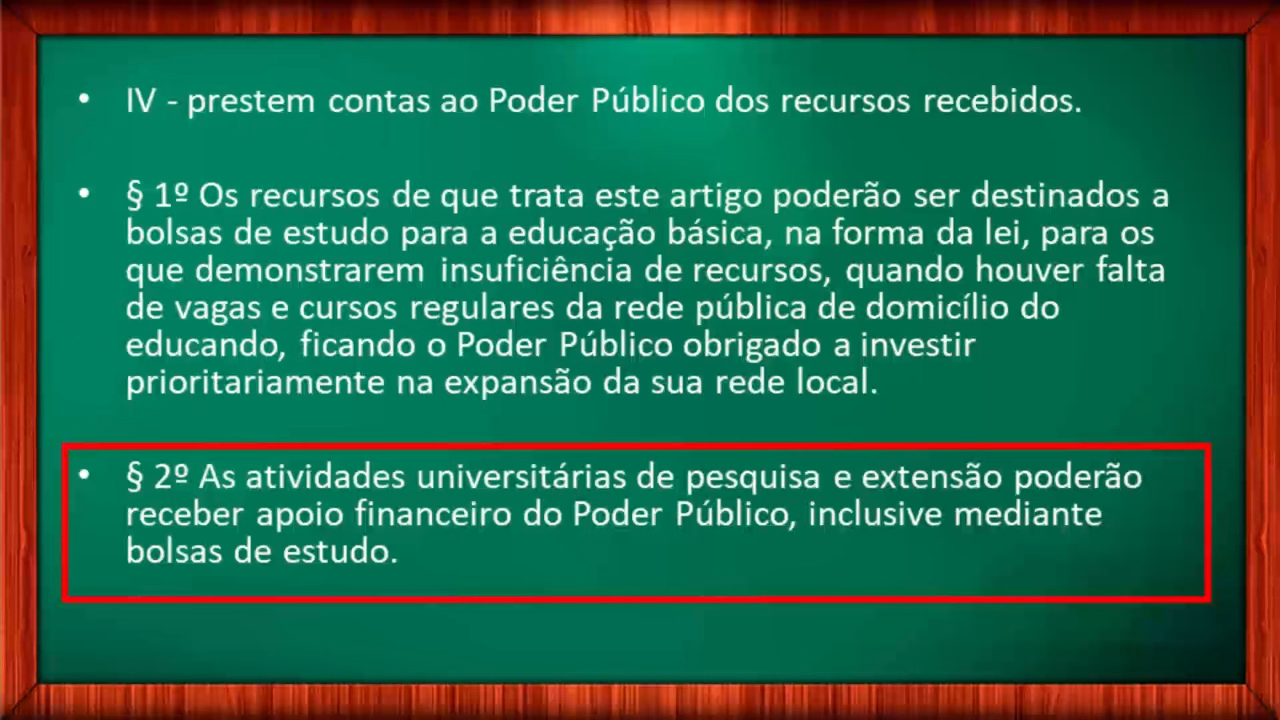 • IV - prestem contas ao Poder Público dos recursos recebidos.
• § 1º Os recursos de que trata este artigo poderão ser destinados a
bolsas de estudo para a educação básica, na forma da lei, para os
que demonstrarem insuficiência de recursos, quando houver falta
de vagas e cursos regulares da rede pública de domicílio do
educando, ficando o Poder Público obrigado a investir
prioritariamente na expansão da sua rede local.
• § 2º As atividades universitárias de pesquisa e extensão poderão
receber apoio financeiro do Poder Público, inclusive mediante
bolsas de estudo.